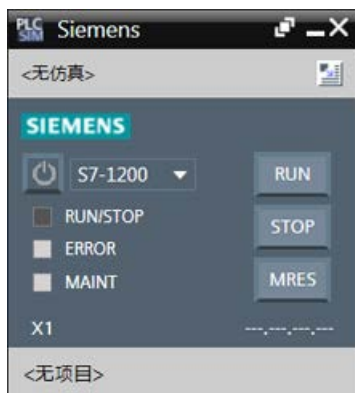 PLC SIM Siemens
<无仿真>
SIEMENS
S7-1200
RUN
RUN/STOP
STOP
ERROR
MAINT
MRES
X1 ---.---.---.---
<无项目>